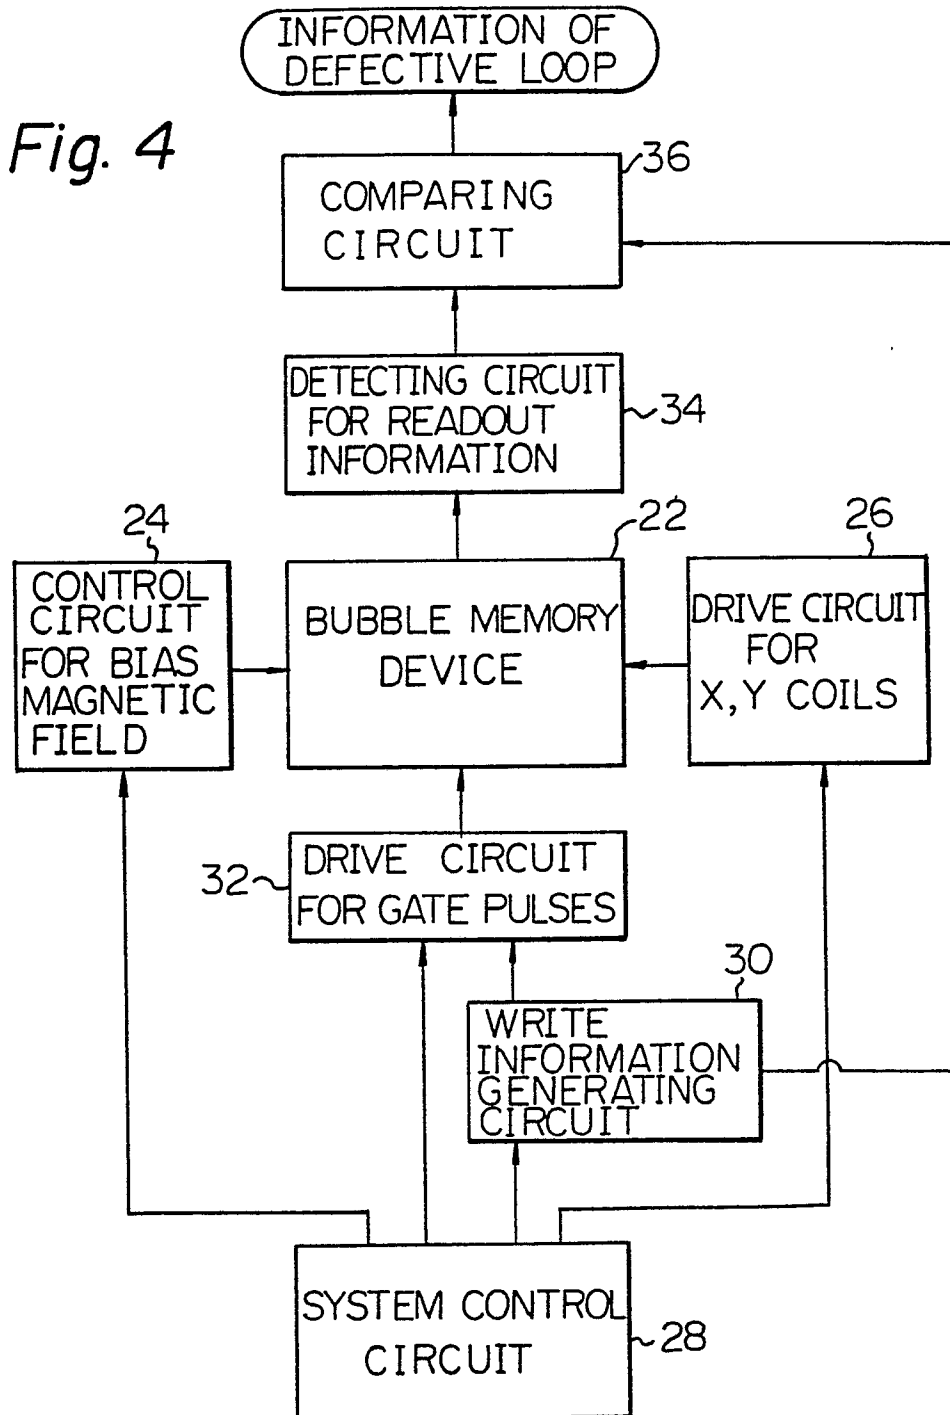 INFORMATION OF
DEFECTIVE LOOP
Fig. 4
36
COMPARING
CIRCUIT
DETECTING CIRCUIT
FOR READOUT
INFORMATION
34
24
22
26
CONTROL
CIRCUIT
FOR BIAS
MAGNETIC
FIELD
BUBBLE MEMORY
DEVICE
DRIVE CIRCUIT
FOR
X, Y COILS
32
DRIVE CIRCUIT
FOR GATE PULSES
30
WRITE
INFORMATION
GENERATING
CIRCUIT
SYSTEM CONTROL
CIRCUIT
28